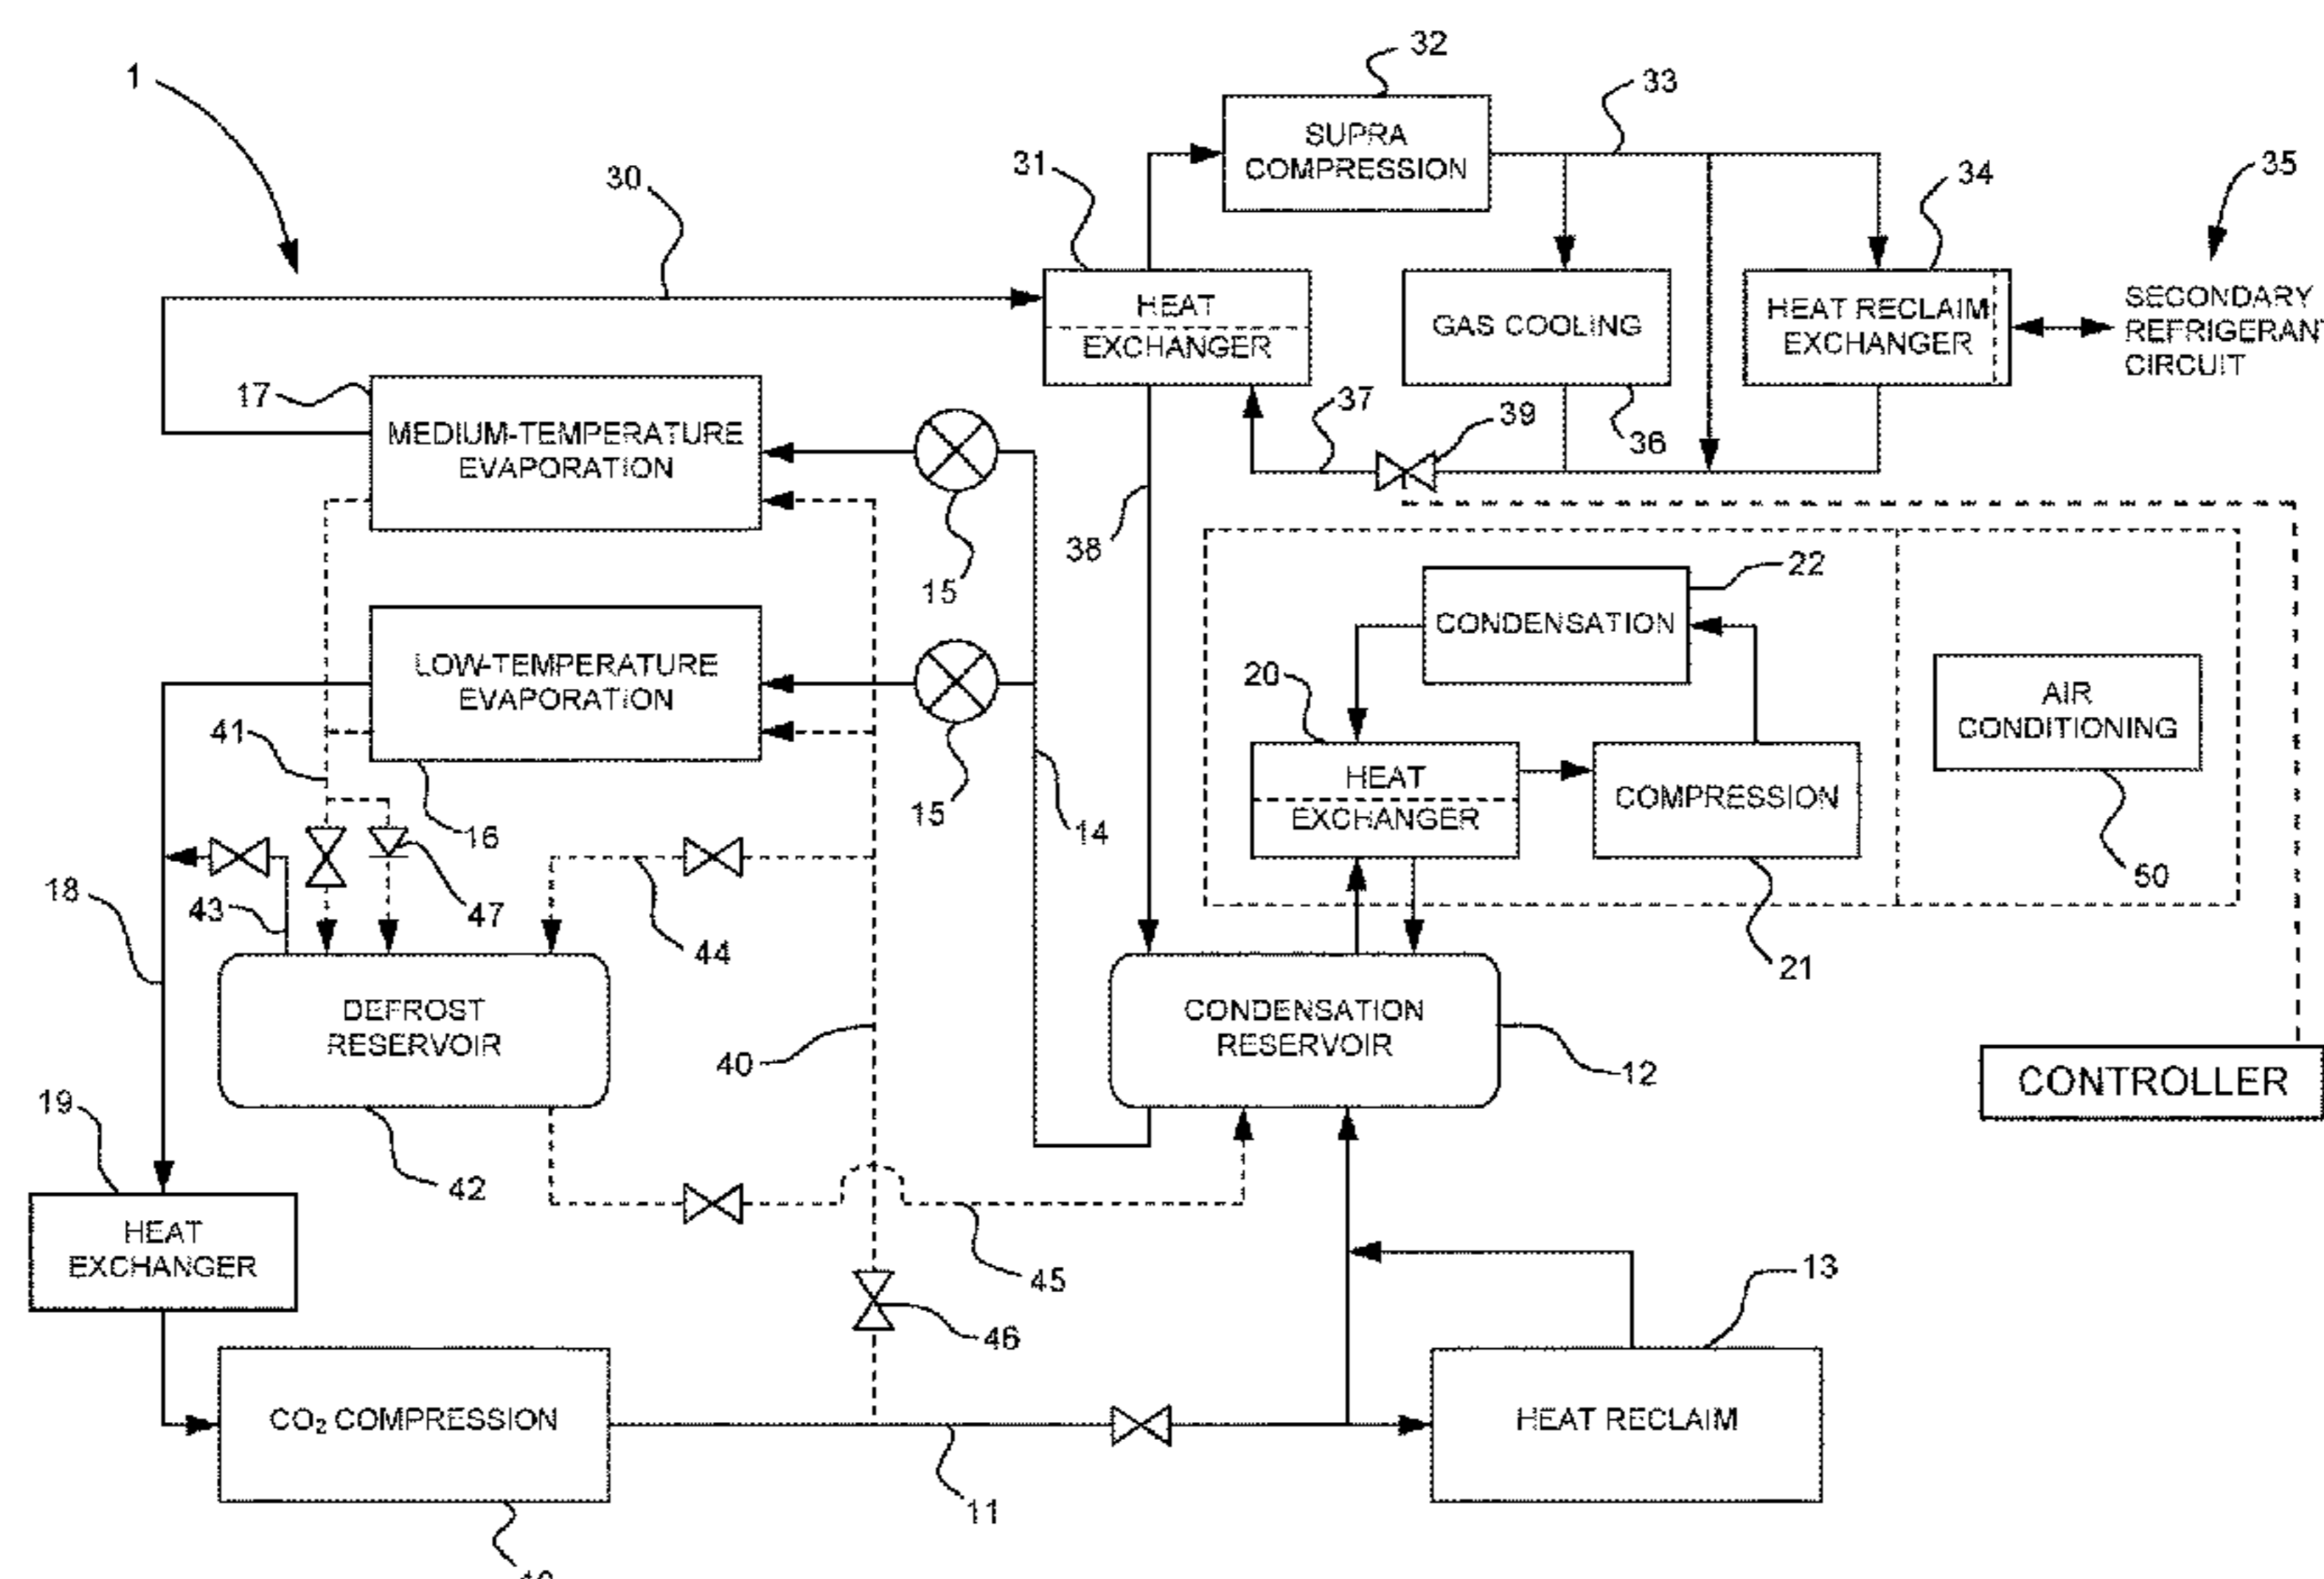 1
32
33
SUPRA
COMPRESSION
31
34
35
30
HEAT
EXCHANGER
GAS COOLING
HEAT RECLAIM
EXCHANGER
SECONDARY
REFRIGERANT
CIRCUIT
17
MEDIUM-TEMPERATURE
EVAPORATION
37
39
36
15
38
22
CONDENSATION
LOW-TEMPERATURE
EVAPORATION
20
AIR
CONDITIONING
41
HEAT
EXCHANGER
COMPRESSION
16
15
14
50
18
43
47
44
21
DEFROST
RESERVOIR
CONDENSATION
RESERVOIR
40
12
CONTROLLER
19
42
HEAT
EXCHANGER
45
13
46
CO₂ COMPRESSION
HEAT RECLAIM
11